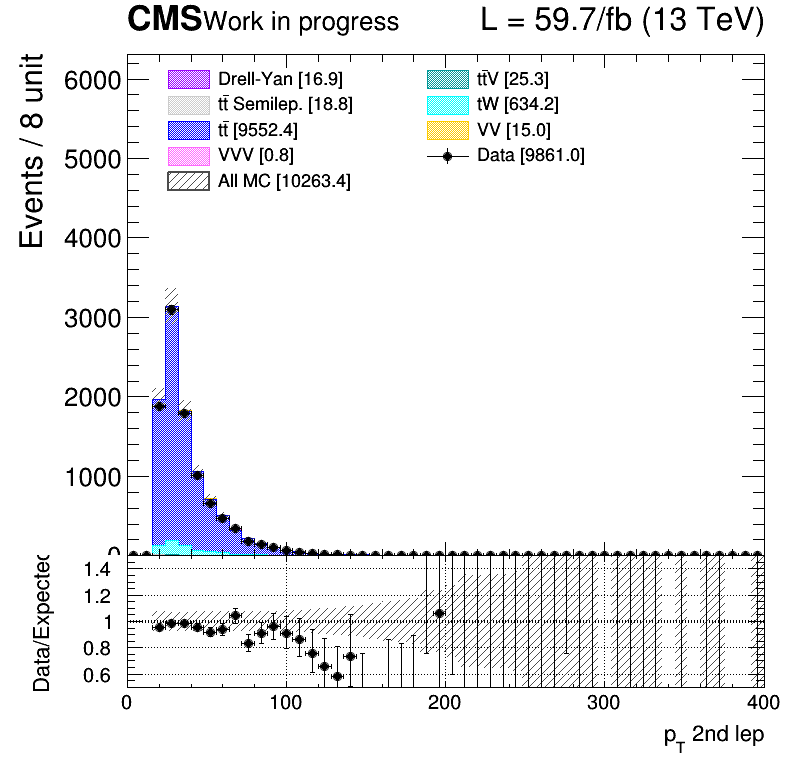 CMS Work in progress L = 59.7/fb (13 TeV)
Events / 8 unit
6000
5000
4000
3000
2000
1000
0
Drell-Yan [16.9]
tt̄ Semilep. [18.8]
tt̄ [9552.4]
VVV [0.8]
All MC [10263.4]
tt̄V [25.3]
tW [634.2]
VV [15.0]
Data [9861.0]
Data/Expected
1.4
1.2
1
0.8
0.6
0 100 200 300 400
p_T 2nd lep